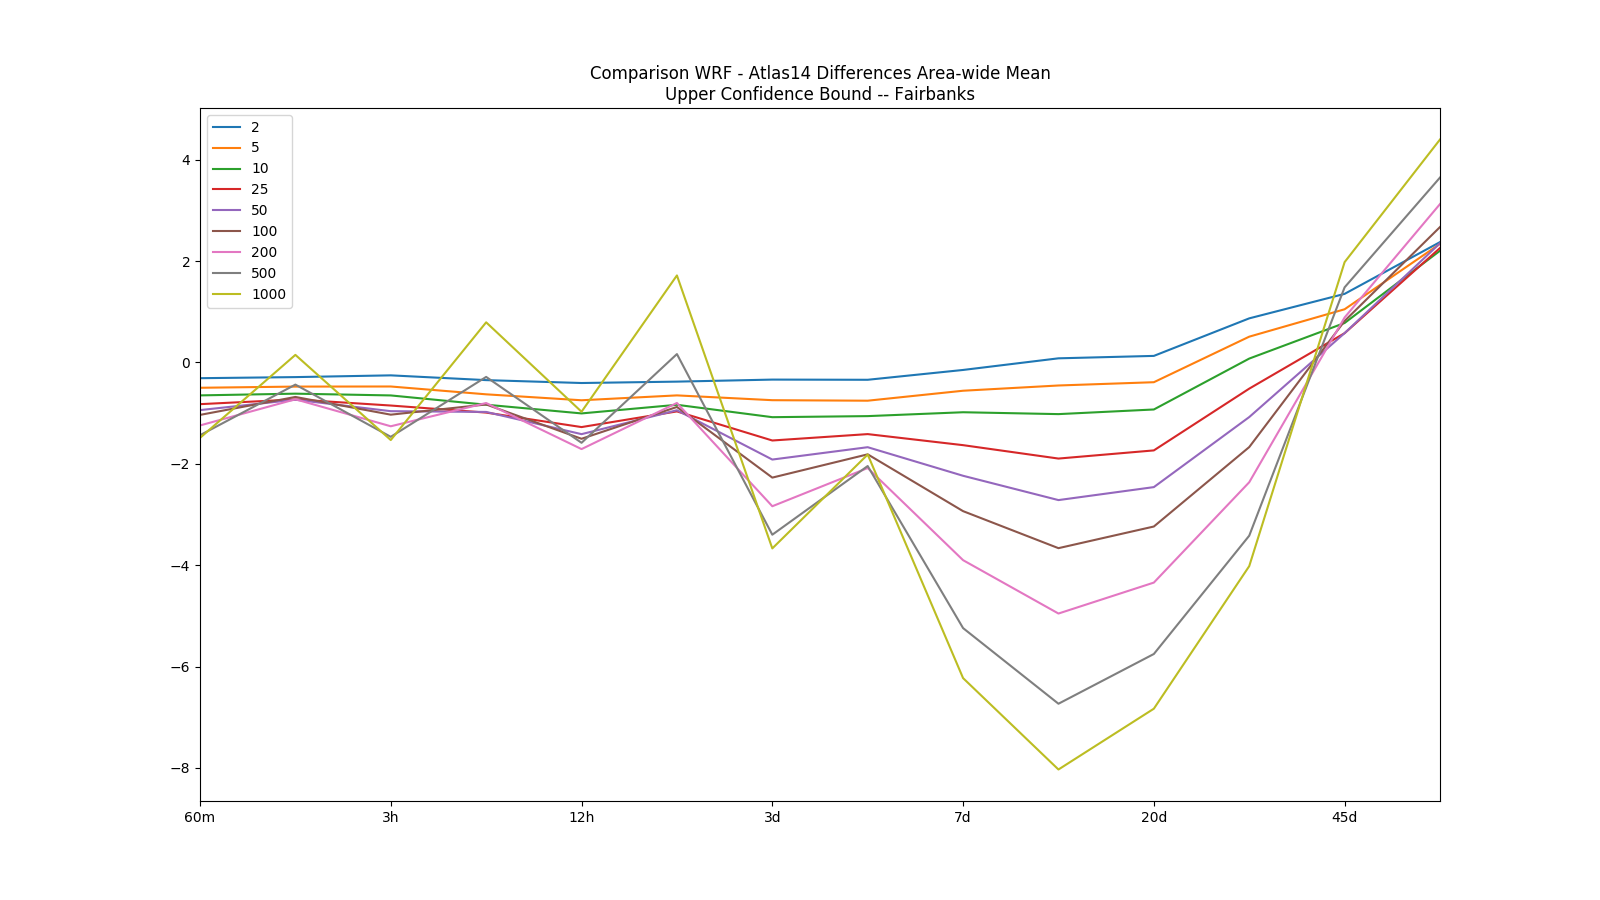 Comparison WRF - Atlas14 Differences Area-wide Mean
Upper Confidence Bound -- Fairbanks
2
5
10
25
50
100
200
500
1000
4
2
0
−2
−4
−6
−8
60m
3h
12h
3d
7d
20d
45d